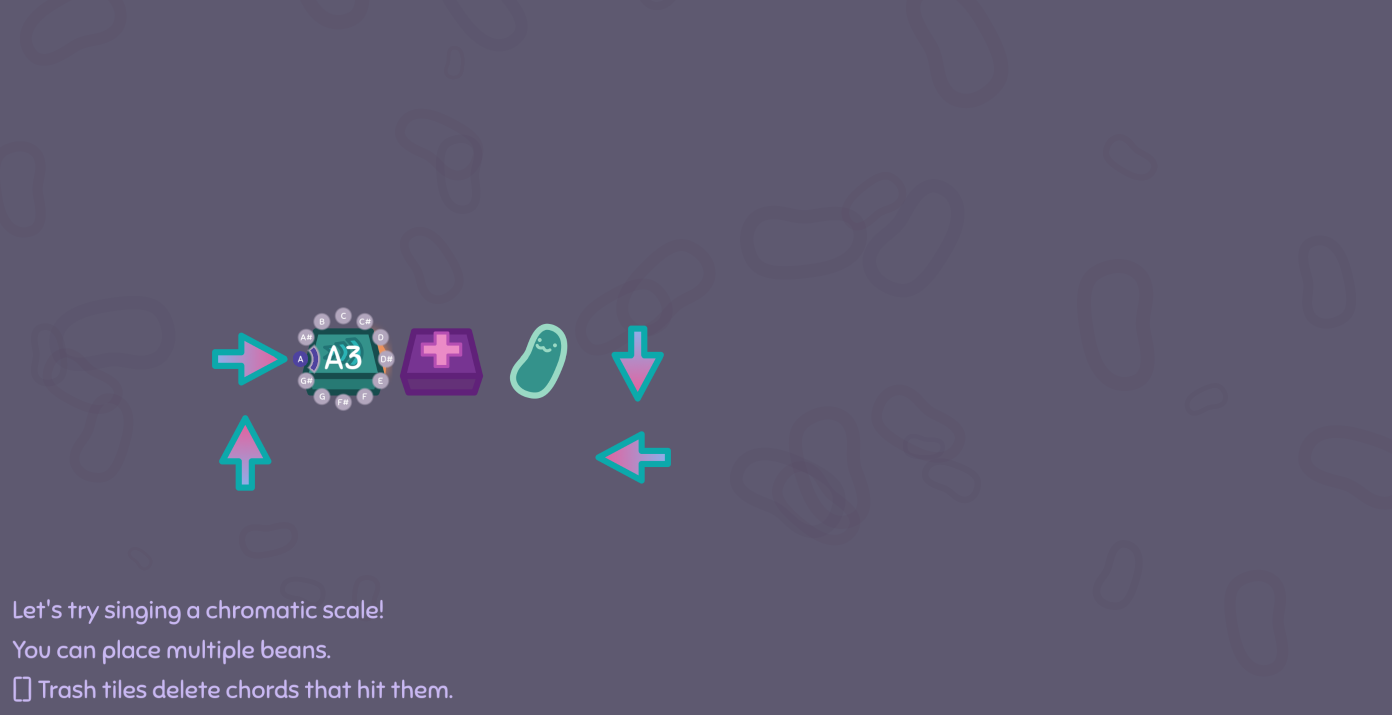 C
B
C#
A#
D
A
A3
D#
G#
E
G
F
F#
Let's try singing a chromatic scale!
You can place multiple beans.
Trash tiles delete chords that hit them.